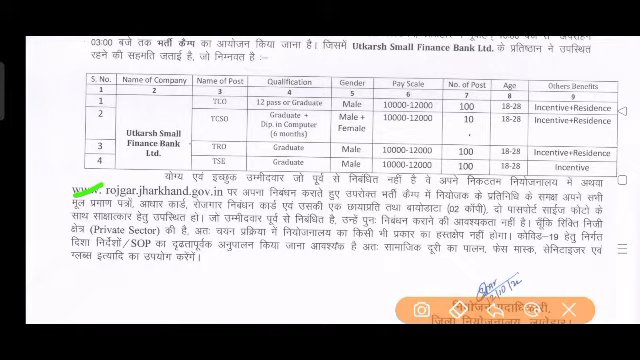 03:00 बजे तक भर्ती कैम्प का आयोजन किया जाना है। जिसमें Utkarsh Small Finance Bank Ltd. के प्रतिष्ठान ने उपस्थित
रहने की सहमति जताई है, जो निम्नवत है :-
S. No. Name of Company Name of Post Qualification Gender Pay Scale No. of Post Age Others Benefits
1 2 3 4 5 6 7 8 9
1 Utkarsh Small Finance Bank Ltd. TCO 12 pass or Graduate Male 10000-12000 100 18-28 Incentive+Residence
2 TCSO Graduate + Dip. in Computer (6 months) Male + Female 10000-12000 10 18-28 Incentive+Residence
3 TRO Graduate Male 10000-12000 100 18-28 Incentive+Residence
4 TSE Graduate Male 10000-12000 100 18-28 Incentive
योग्य एवं इच्छुक उम्मीदवार जो पूर्व से निबंधित नहीं है वे अपने निकटतम नियोजनालय में अथवा
www. rojgar.jharkhand.gov.in पर अपना निबंधन कराते हुए उपरोक्त भर्ती कैम्प में नियोजक के प्रतिनिधि के समक्ष अपने सभी
मूल प्रमाण पत्रों, आधार कार्ड, रोजगार निबंधन कार्ड एवं उसकी एक छायाप्रति तथा बायोडाटा (02 कॉपी), दो पासपोर्ट साईज फोटो के
साथ साक्षात्कार हेतु उपस्थित हो। जो उम्मीदवार पूर्व से निबंधित है, उन्हें पुनः निबंधन कराने की आवश्यकता नहीं है। चूँकि रिक्ति निजी
क्षेत्र (Private Sector) की है, अतः चयन प्रक्रिया में नियोजनालय का किसी भी प्रकार का हस्तक्षेप नहीं होगा। कोविड-19 हेतु निर्गत
दिशा निर्देशों/SOP का दृढ़तापूर्वक अनुपालन किया जाना आवश्यक है अतः सामाजिक दूरी का पालन, फेस मास्क, सेनिटाइजर एवं
ग्लब्स इत्यादि का उपयोग करेंगे।
नियोजन पदाधिकारी,
जिला नियोजनालय, लातेहार।